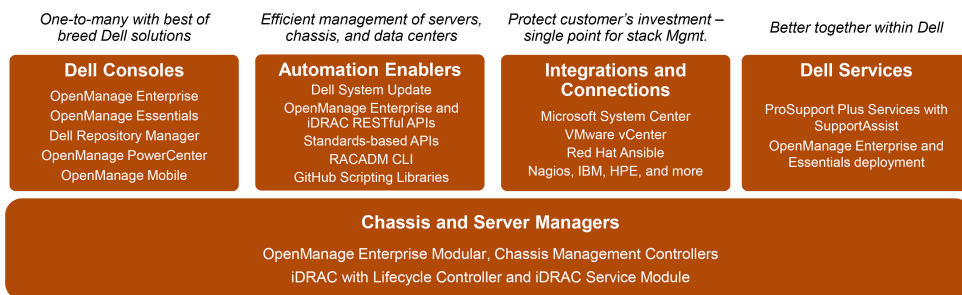 One-to-many with best of
breed Dell solutions
Dell Consoles
OpenManage Enterprise
OpenManage Essentials
Dell Repository Manager
OpenManage PowerCenter
OpenManage Mobile
Efficient management of servers,
chassis, and data centers
Automation Enablers
Dell System Update
OpenManage Enterprise and
iDRAC RESTful APIs
Standards-based APIs
RACADM CLI
GitHub Scripting Libraries
Protect customer’s investment –
single point for stack Mgmt.
Integrations and
Connections
Microsoft System Center
VMware vCenter
Red Hat Ansible
Nagios, IBM, HPE, and more
Better together within Dell
Dell Services
ProSupport Plus Services with
SupportAssist
OpenManage Enterprise and
Essentials deployment
Chassis and Server Managers
OpenManage Enterprise Modular, Chassis Management Controllers
iDRAC with Lifecycle Controller and iDRAC Service Module